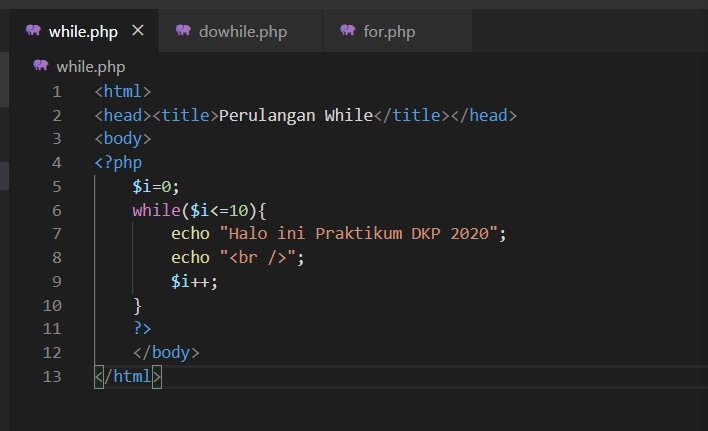 while.php × dowhile.php for.php
while.php
1 <html>
2 <head><title>Perulangan While</title></head>
3 <body>
4 <?php
5 $i=0;
6 while($i<=10){
7 echo "Halo ini Praktikum DKP 2020";
8 echo "<br />";
9 $i++;
10 }
11 ?>
12 </body>
13 </html>